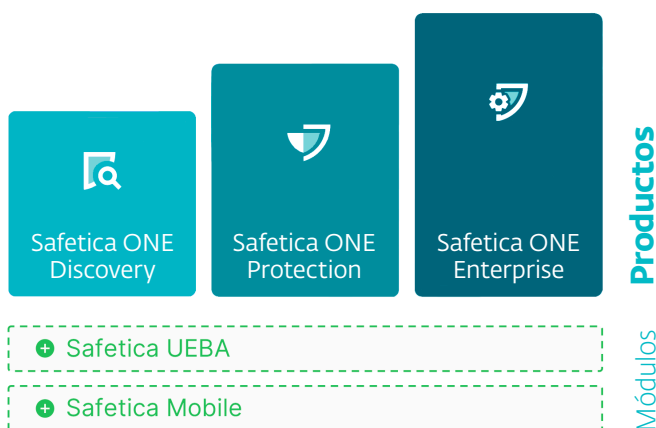 Safetica ONE
Discovery
Safetica ONE
Protection
Safetica ONE
Enterprise
Productos
Safetica UEBA
Safetica Mobile
Módulos